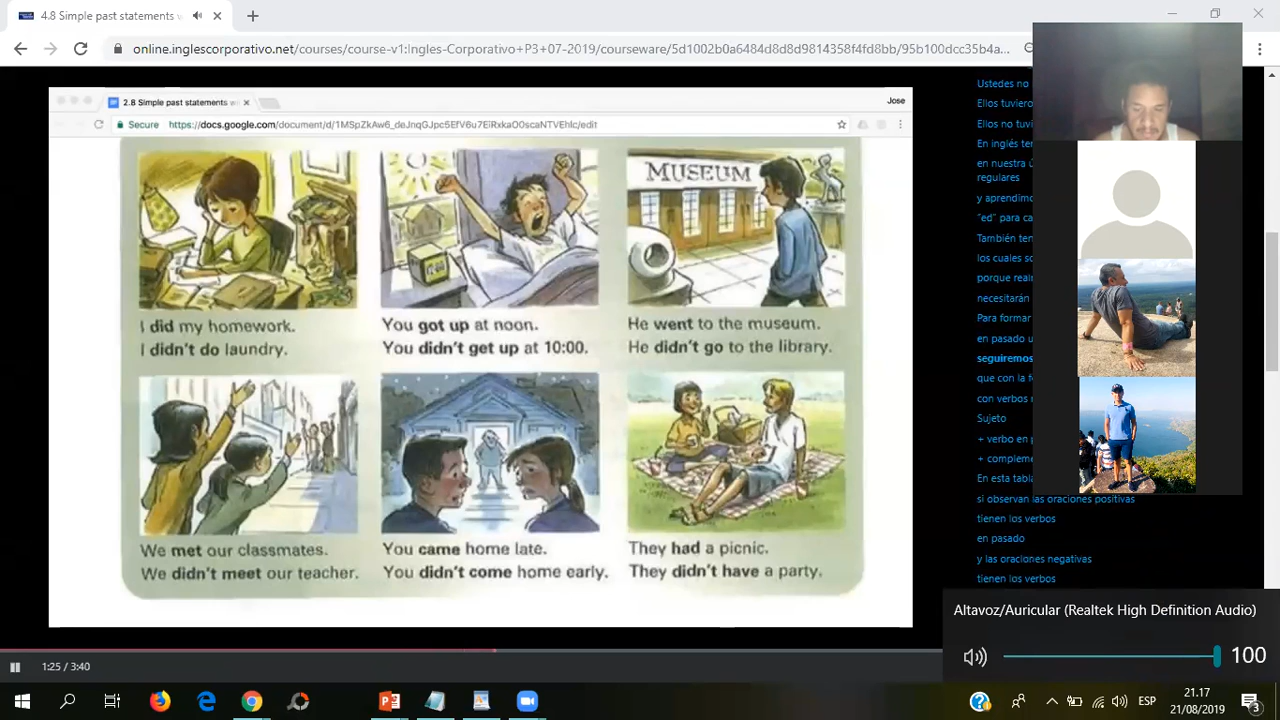 4.8 Simple past statements w
online.inglescorporativo.net/courses/course-v1:Ingles-Corporativo+P3+07-2019/courseware/5d1002b0a6484d8d8d9814358f4fd8bb/95b100dcc35b4a...
2.8 Simple past statements w
Jose
Secure https://docs.google.com/document/d/1MSpZkAw6_deJnqGJpc5EfV6u7EiRxkaO0scaNTVEhlc/edit
MUSEUM
I did my homework.
I didn't do laundry.
You got up at noon.
You didn't get up at 10:00.
He went to the museum.
He didn't go to the library.
We met our classmates.
We didn't meet our teacher.
You came home late.
You didn't come home early.
They had a picnic.
They didn't have a party.
Ustedes no
Ellos tuviero
Ellos no tuvi
En inglés ten
en nuestra ú
regulares
y aprendimo
"ed" para ca
También ten
los cuales so
porque realm
necesitarán
Para formar
en pasado u
seguiremos
que con la fo
con verbos r
Sujeto
+ verbo en p
+ compleme
En esta tabla
si observan las oraciones positivas
tienen los verbos
en pasado
y las oraciones negativas
tienen los verbos
1:25 / 3:40
Altavoz/Auricular (Realtek High Definition Audio)
100
ESP
21.17
21/08/2019
3